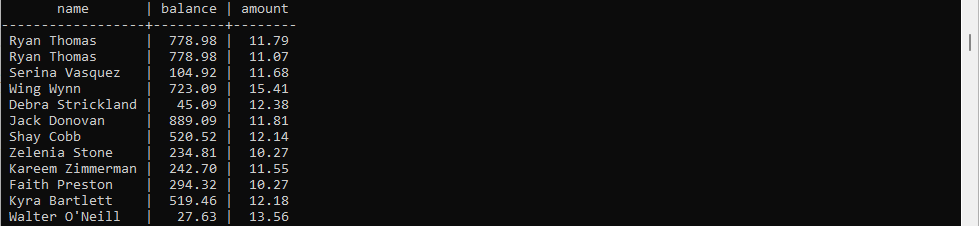 name | balance | amount
------------------+---------+--------
Ryan Thomas | 778.98 | 11.79
Ryan Thomas | 778.98 | 11.07
Serina Vasquez | 104.92 | 11.68
Wing Wynn | 723.09 | 15.41
Debra Strickland | 45.09 | 12.38
Jack Donovan | 889.09 | 11.81
Shay Cobb | 520.52 | 12.14
Zelenia Stone | 234.81 | 10.27
Kareem Zimmerman | 242.70 | 11.55
Faith Preston | 294.32 | 10.27
Kyra Bartlett | 519.46 | 12.18
Walter O'Neill | 27.63 | 13.56